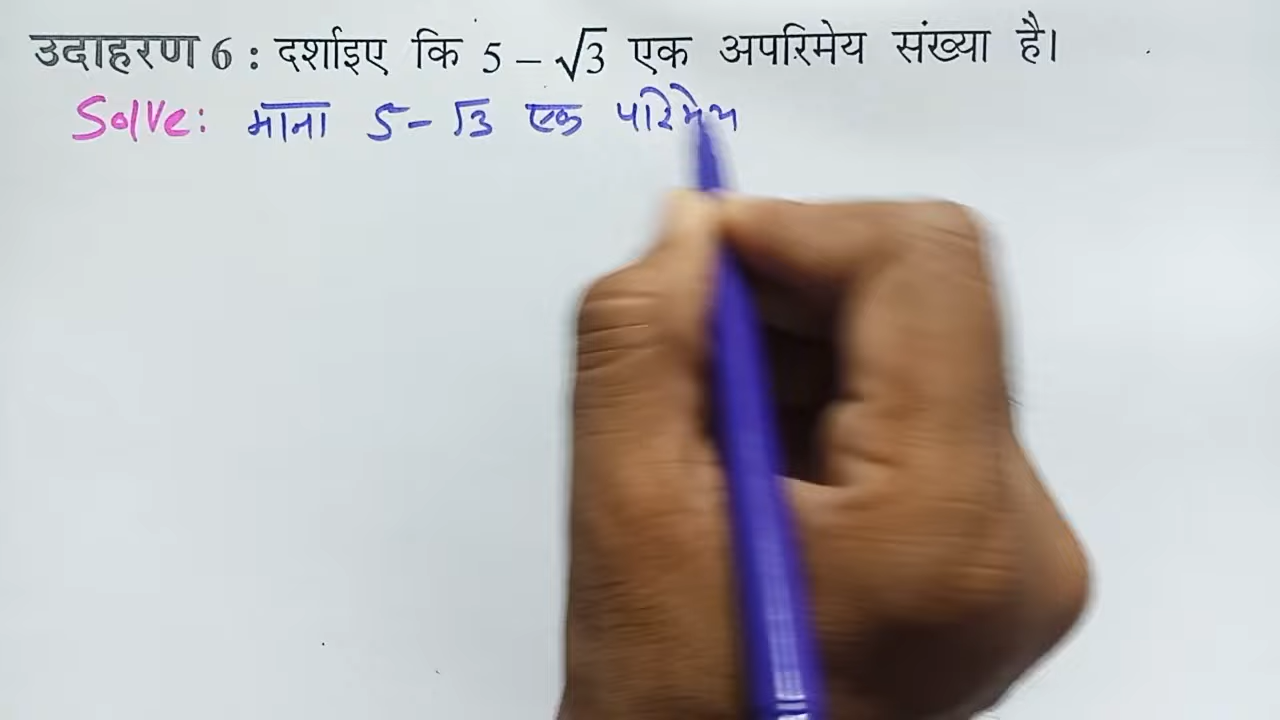 उदाहरण 6 : दर्शाइए कि 5 – √3 एक अपरिमेय संख्या है।
Solve: माना 5 - √3 एक परिमेय